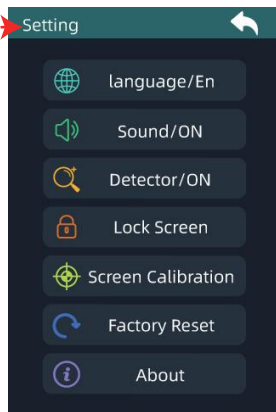 Setting
language/En
Sound/ON
Detector/ON
Lock Screen
Screen Calibration
Factory Reset
About